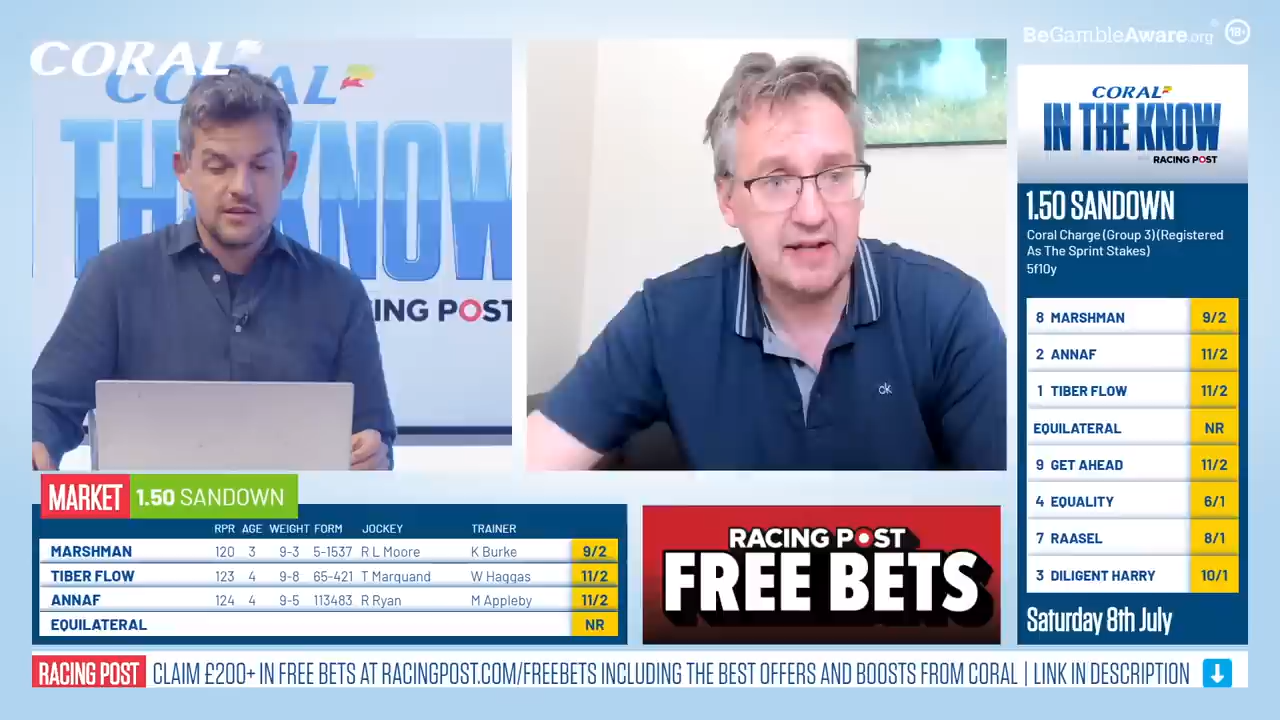 CORAL
BeGambleAware.org 18+
CORAL
THE KNOW
CING POST
ck
CORAL
IN THE KNOW
RACING POST
1.50 SANDOWN
Coral Charge (Group 3) (Registered
As The Sprint Stakes)
5f10y
8 MARSHMAN 9/2
2 ANNAF 11/2
1 TIBER FLOW 11/2
EQUILATERAL NR
9 GET AHEAD 11/2
4 EQUALITY 6/1
7 RAASEL 8/1
3 DILIGENT HARRY 10/1
Saturday 8th July
MARKET 1.50 SANDOWN
RPR AGE WEIGHT FORM JOCKEY TRAINER
MARSHMAN 120 3 9-3 5-1537 R L Moore K Burke 9/2
TIBER FLOW 123 4 9-8 65-421 T Marquand W Haggas 11/2
ANNAF 124 4 9-5 113483 R Ryan M Appleby 11/2
EQUILATERAL NR
RACING POST
FREE BETS
RACING POST CLAIM £200+ IN FREE BETS AT RACINGPOST.COM/FREEBETS INCLUDING THE BEST OFFERS AND BOOSTS FROM CORAL | LINK IN DESCRIPTION